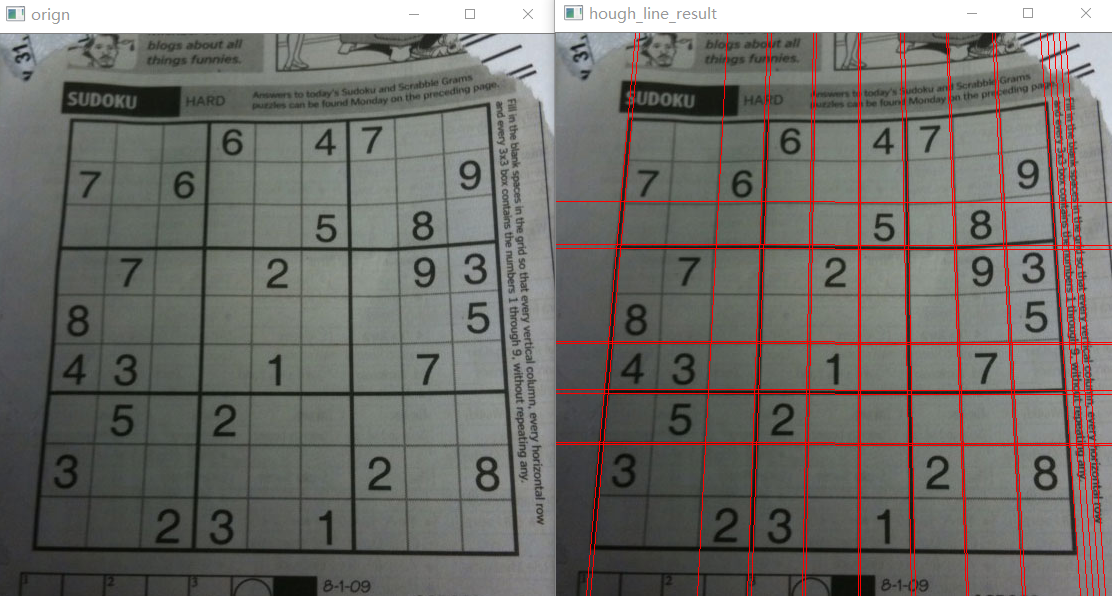 orign
31,
blogs about all
things funnies.
SUDOKU HARD
Answers to today's Sudoku and Scrabble Grams
puzzles can be found Monday on the preceding page.
Fill in the blank spaces in the grid so that every vertical column, every horizontal row
and every 3x3 box contains the numbers 1 through 9, without repeating any.
6 4 7
7 6 9
5 8
7 2 9 3
8 5
4 3 1 7
5 2
3 2 8
2 3 1
1 2 3
8-1-09
hough_line_result
31,
blogs about all
things funnies.
SUDOKU HARD
Answers to today's Sudoku and Scrabble Grams
puzzles can be found Monday on the preceding page.
Fill in the blank spaces in the grid so that every vertical column, every horizontal row
and every 3x3 box contains the numbers 1 through 9, without repeating any.
6 4 7
7 6 9
5 8
7 2 9 3
8 5
4 3 1 7
5 2
3 2 8
2 3 1
2 3
8-1-09